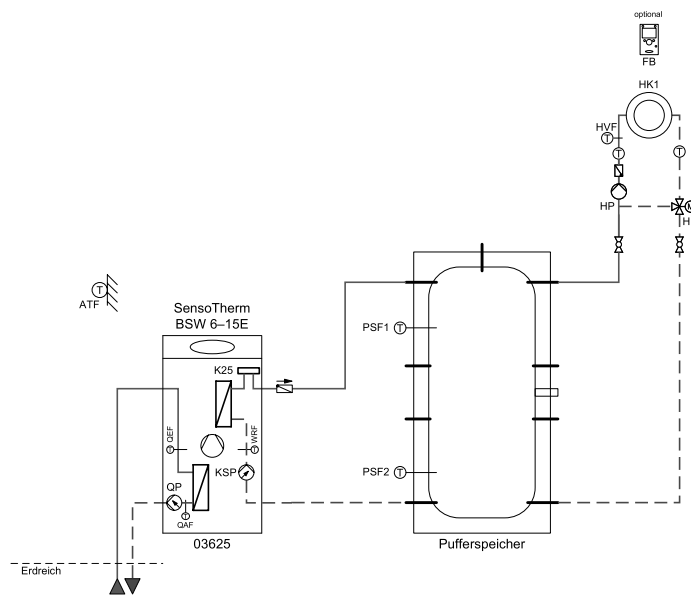 optional
FB
HK1
HVF
T
T
T
HP
M
H
T
ATF
SensoTherm
BSW 6–15E
PSF1 T
K25
QEF
T
WRF
T
KSP
PSF2 T
QP
T
QAF
03625
Pufferspeicher
Erdreich